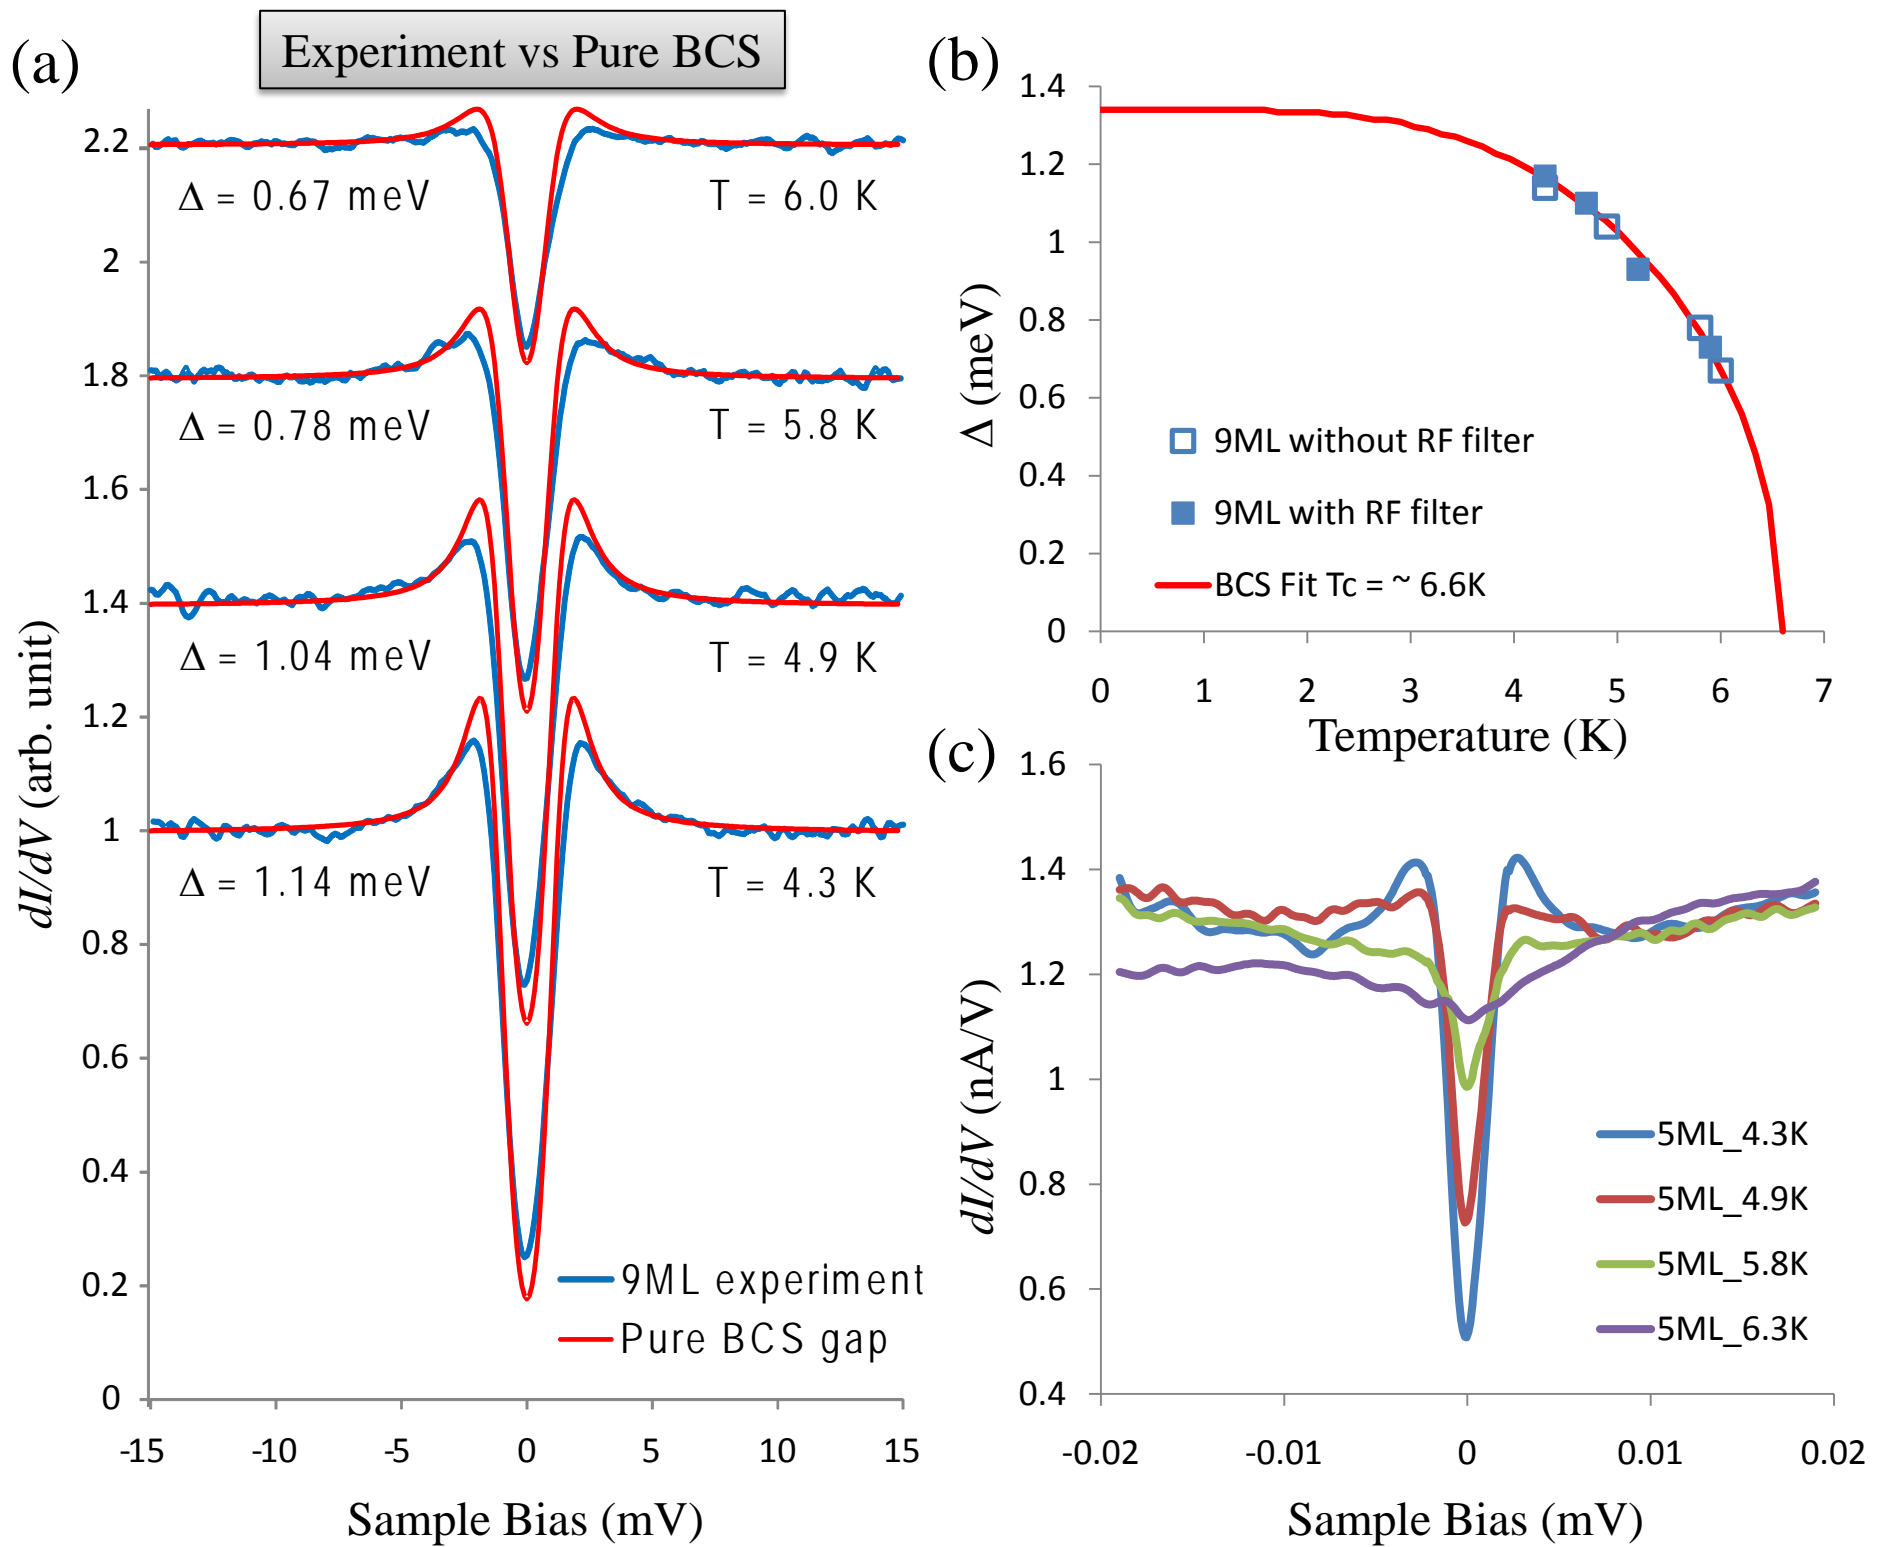 (a)
Experiment vs Pure BCS
2.2
2
1.8
1.6
1.4
1.2
1
0.8
0.6
0.4
0.2
0
Δ = 0.67 meV
T = 6.0 K
Δ = 0.78 meV
T = 5.8 K
Δ = 1.04 meV
T = 4.9 K
Δ = 1.14 meV
T = 4.3 K
9ML experiment
Pure BCS gap
dI/dV (arb. unit)
-15 -10 -5 0 5 10 15
Sample Bias (mV)
(b)
1.4
1.2
1
0.8
0.6
0.4
0.2
0
Δ (meV)
9ML without RF filter
9ML with RF filter
BCS Fit Tc = ~ 6.6K
0 1 2 3 4 5 6 7
Temperature (K)
(c)
1.6
1.4
1.2
1
0.8
0.6
0.4
dI/dV (nA/V)
5ML_4.3K
5ML_4.9K
5ML_5.8K
5ML_6.3K
-0.02 -0.01 0 0.01 0.02
Sample Bias (mV)